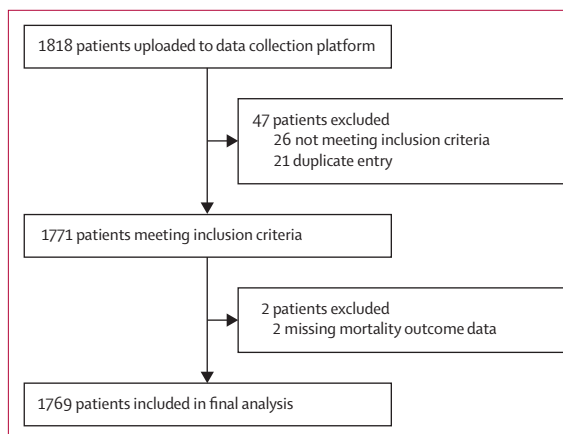 1818 patients uploaded to data collection platform
47 patients excluded
26 not meeting inclusion criteria
21 duplicate entry
1771 patients meeting inclusion criteria
2 patients excluded
2 missing mortality outcome data
1769 patients included in final analysis